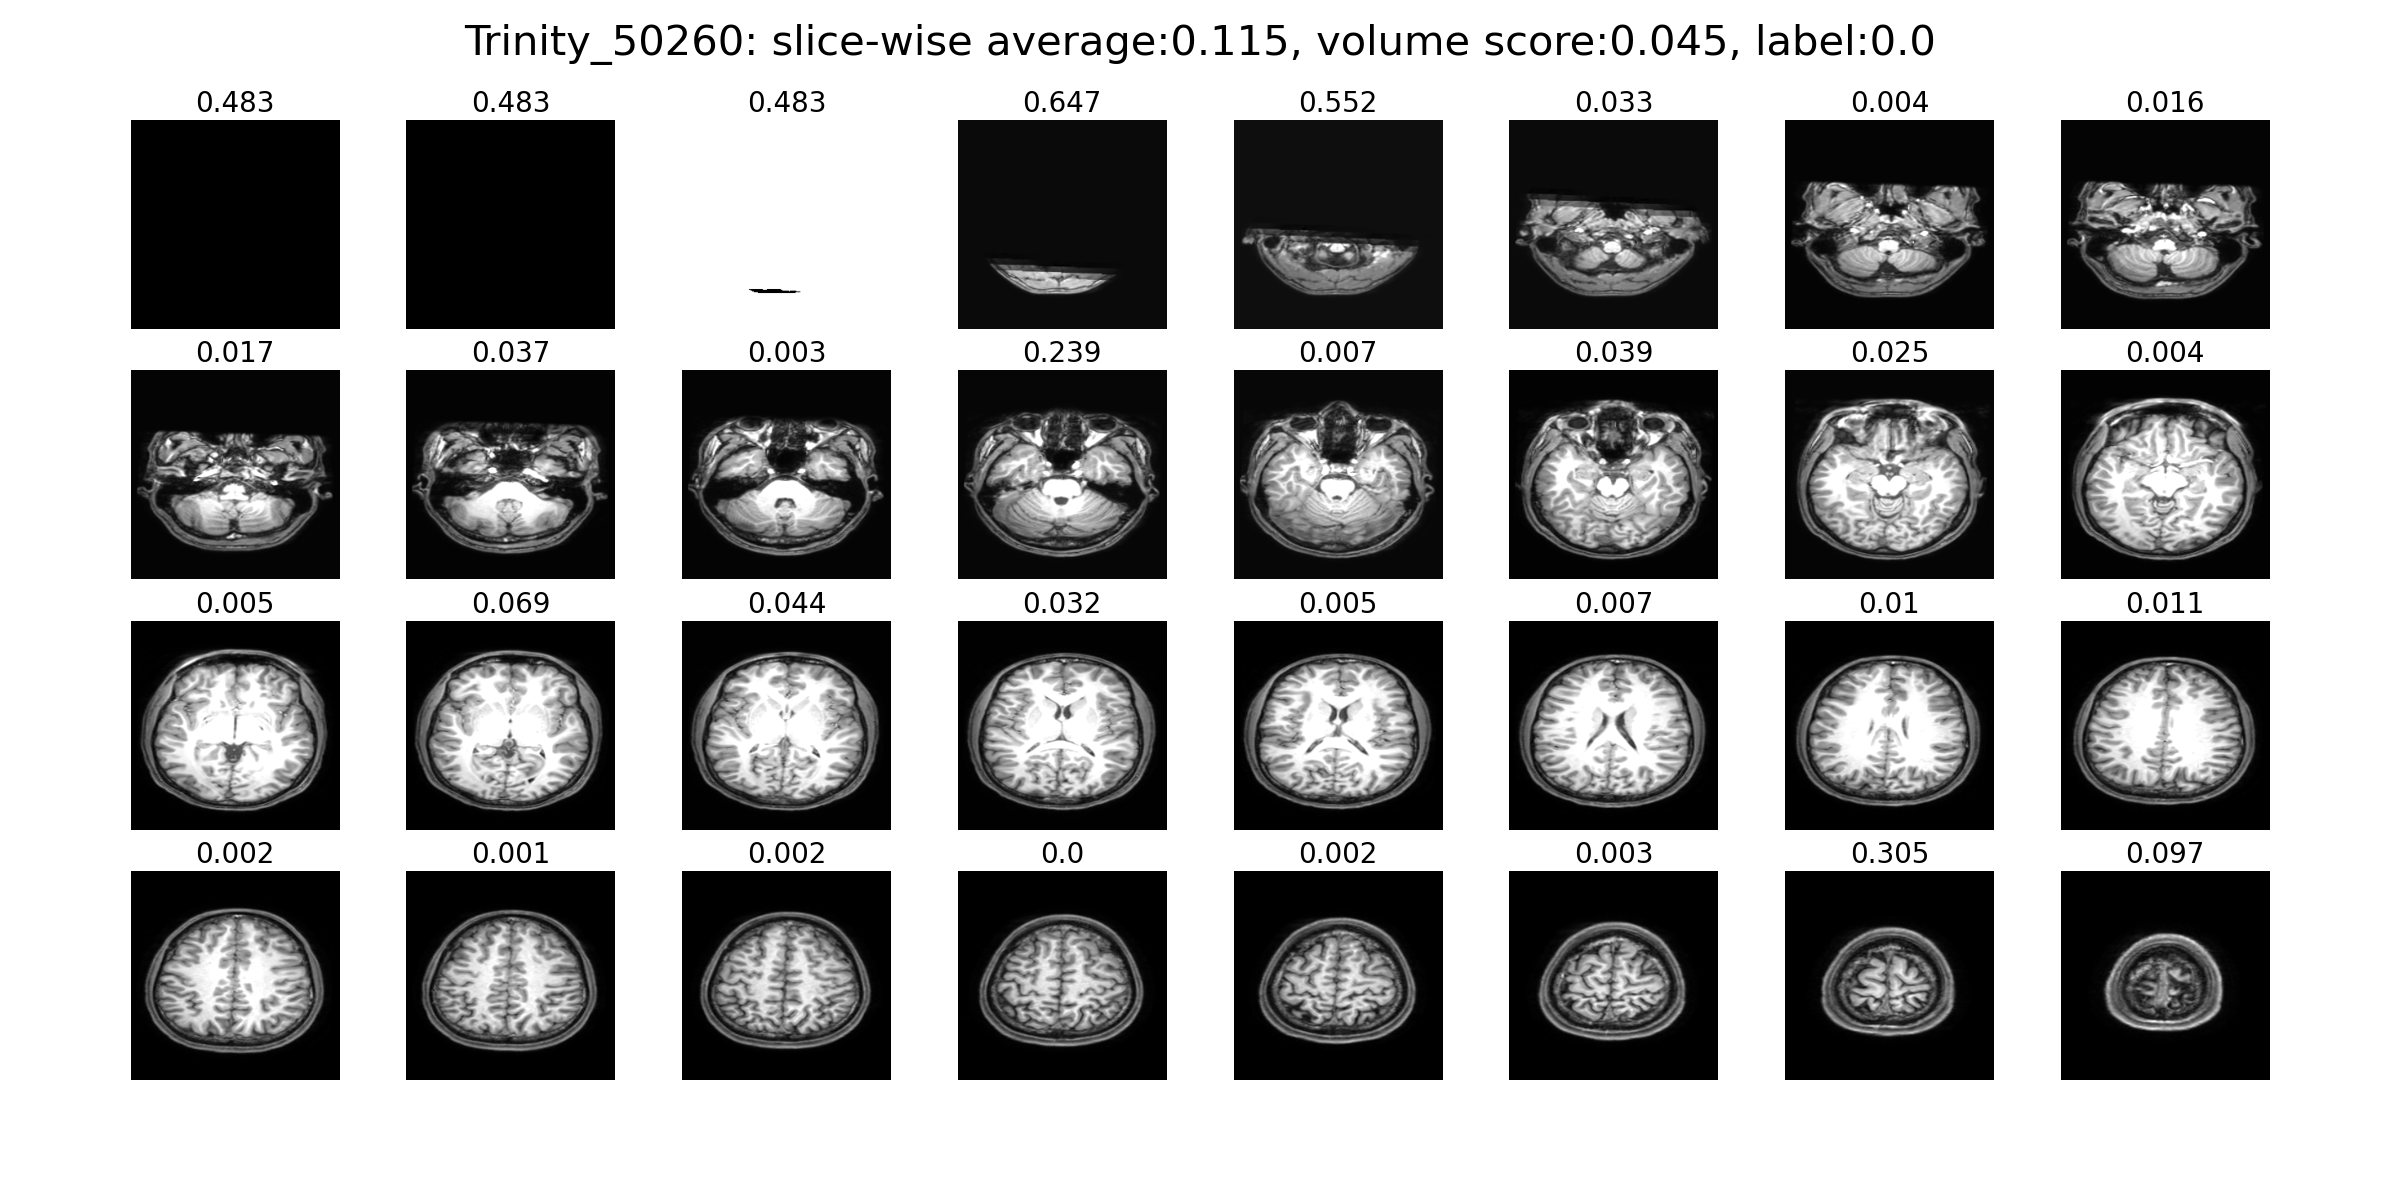 Trinity_50260: slice-wise average:0.115, volume score:0.045, label:0.0
0.483 0.483 0.483 0.647 0.552 0.033 0.004 0.016
0.017 0.037 0.003 0.239 0.007 0.039 0.025 0.004
0.005 0.069 0.044 0.032 0.005 0.007 0.01 0.011
0.002 0.001 0.002 0.0 0.002 0.003 0.305 0.097